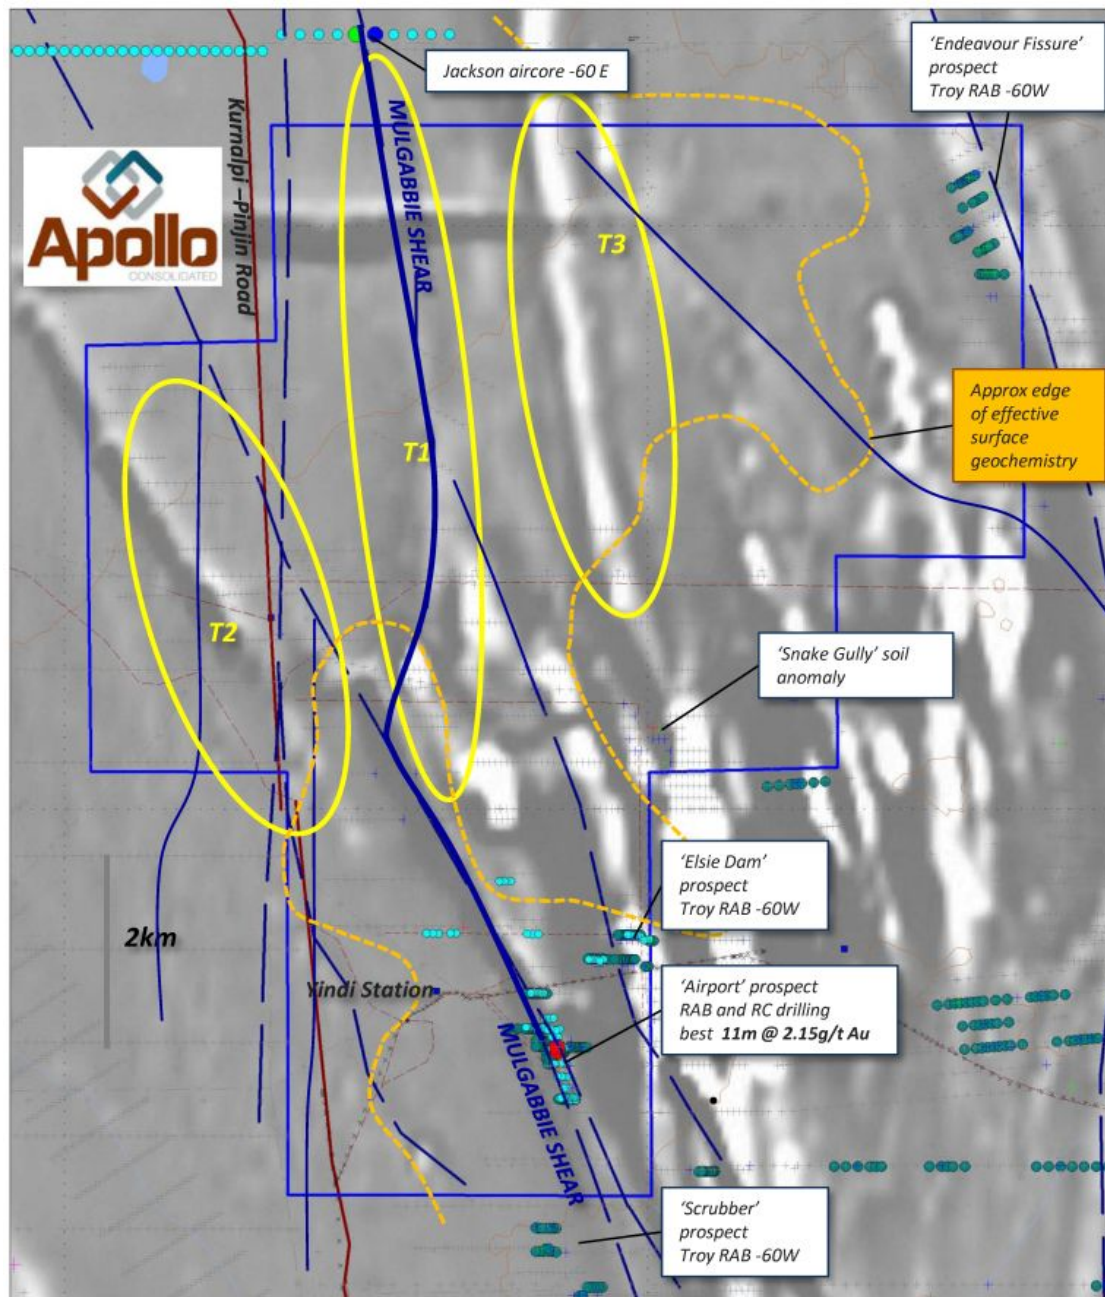 'Endeavour Fissure'
prospect
Troy RAB -60W
Jackson aircore -60 E
MULGABBIE SHEAR
Kurnalpi –Pinjin Road
Apollo
CONSOLIDATED
T3
Approx edge
of effective
surface
geochemistry
T1
T2
'Snake Gully' soil
anomaly
'Elsie Dam'
prospect
Troy RAB -60W
2km
Yindi Station
'Airport' prospect
RAB and RC drilling
best 11m @ 2.15g/t Au
MULGABBIE SHEAR
'Scrubber'
prospect
Troy RAB -60W